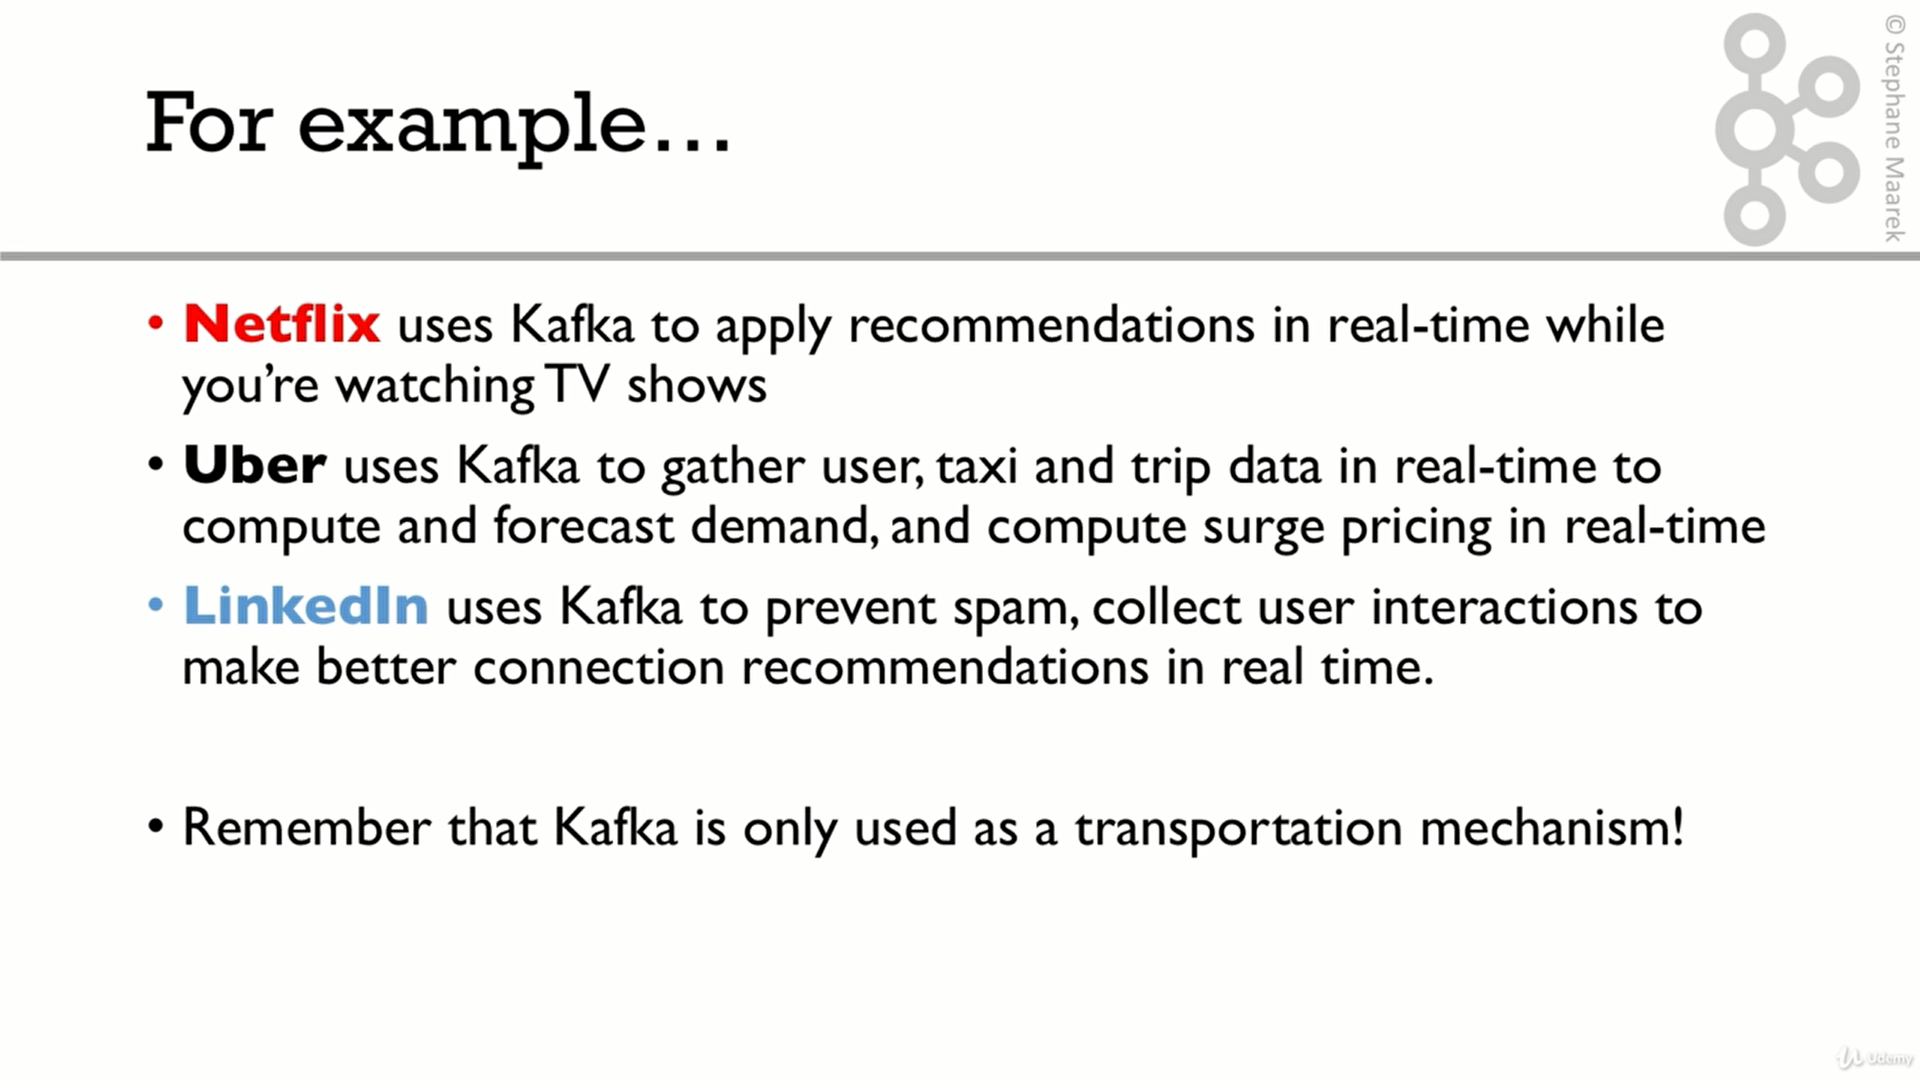 For example...
© Stephane Maarek
• Netflix uses Kafka to apply recommendations in real-time while
you’re watching TV shows
• Uber uses Kafka to gather user, taxi and trip data in real-time to
compute and forecast demand, and compute surge pricing in real-time
• LinkedIn uses Kafka to prevent spam, collect user interactions to
make better connection recommendations in real time.
• Remember that Kafka is only used as a transportation mechanism!
Udemy